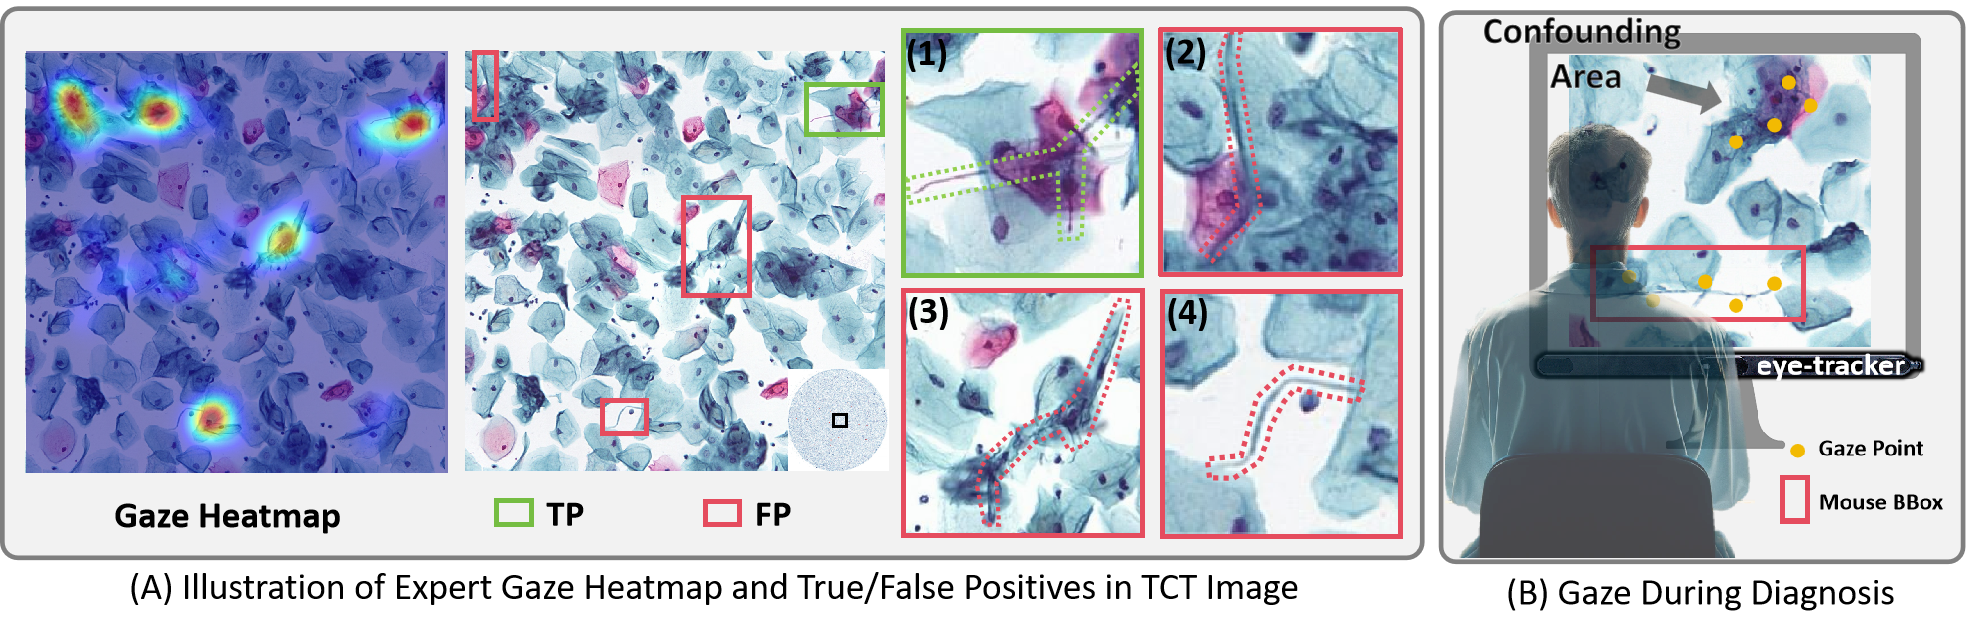 Gaze Heatmap
TP
FP
(1)
(2)
(3)
(4)
(A) Illustration of Expert Gaze Heatmap and True/False Positives in TCT Image
Confounding
Area
eye-tracker
Gaze Point
Mouse BBox
(B) Gaze During Diagnosis